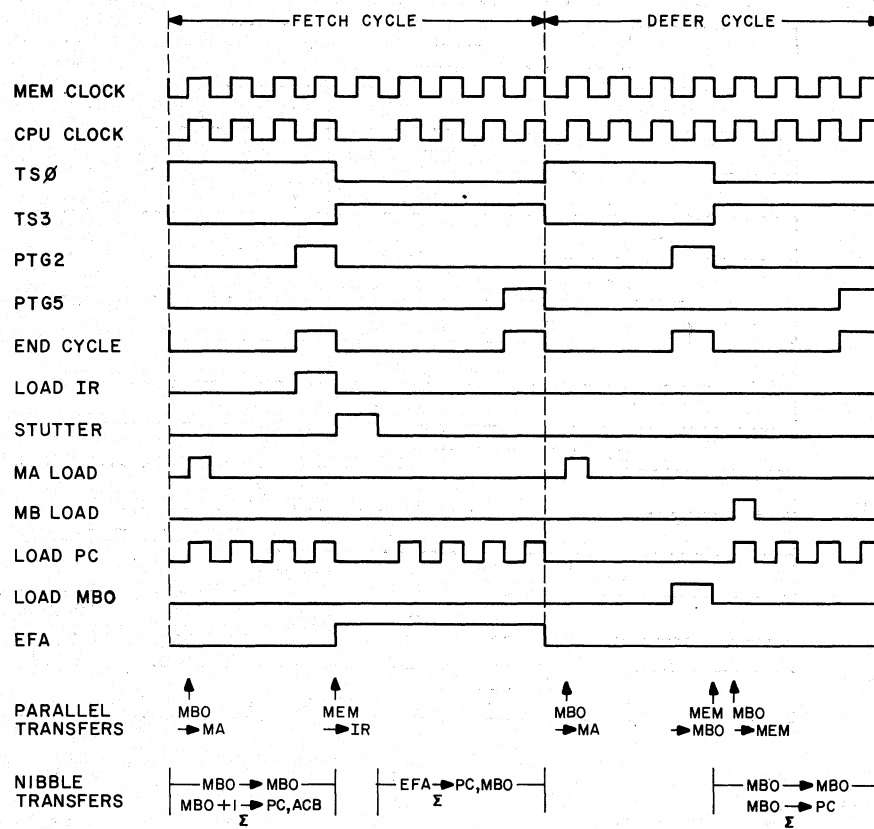 FETCH CYCLE DEFER CYCLE
MEM CLOCK
CPU CLOCK
TSØ
TS3
PTG2
PTG5
END CYCLE
LOAD IR
STUTTER
MA LOAD
MB LOAD
LOAD PC
LOAD MBO
EFA
PARALLEL TRANSFERS
MBO →MA
MEM →IR
MBO →MA
MEM →MBO
MBO →MEM
NIBBLE TRANSFERS
MBO → MBO
MBO +1 → PC,ACB
Σ
EFA → PC,MBO
Σ
MBO → MBO
MBO → PC
Σ